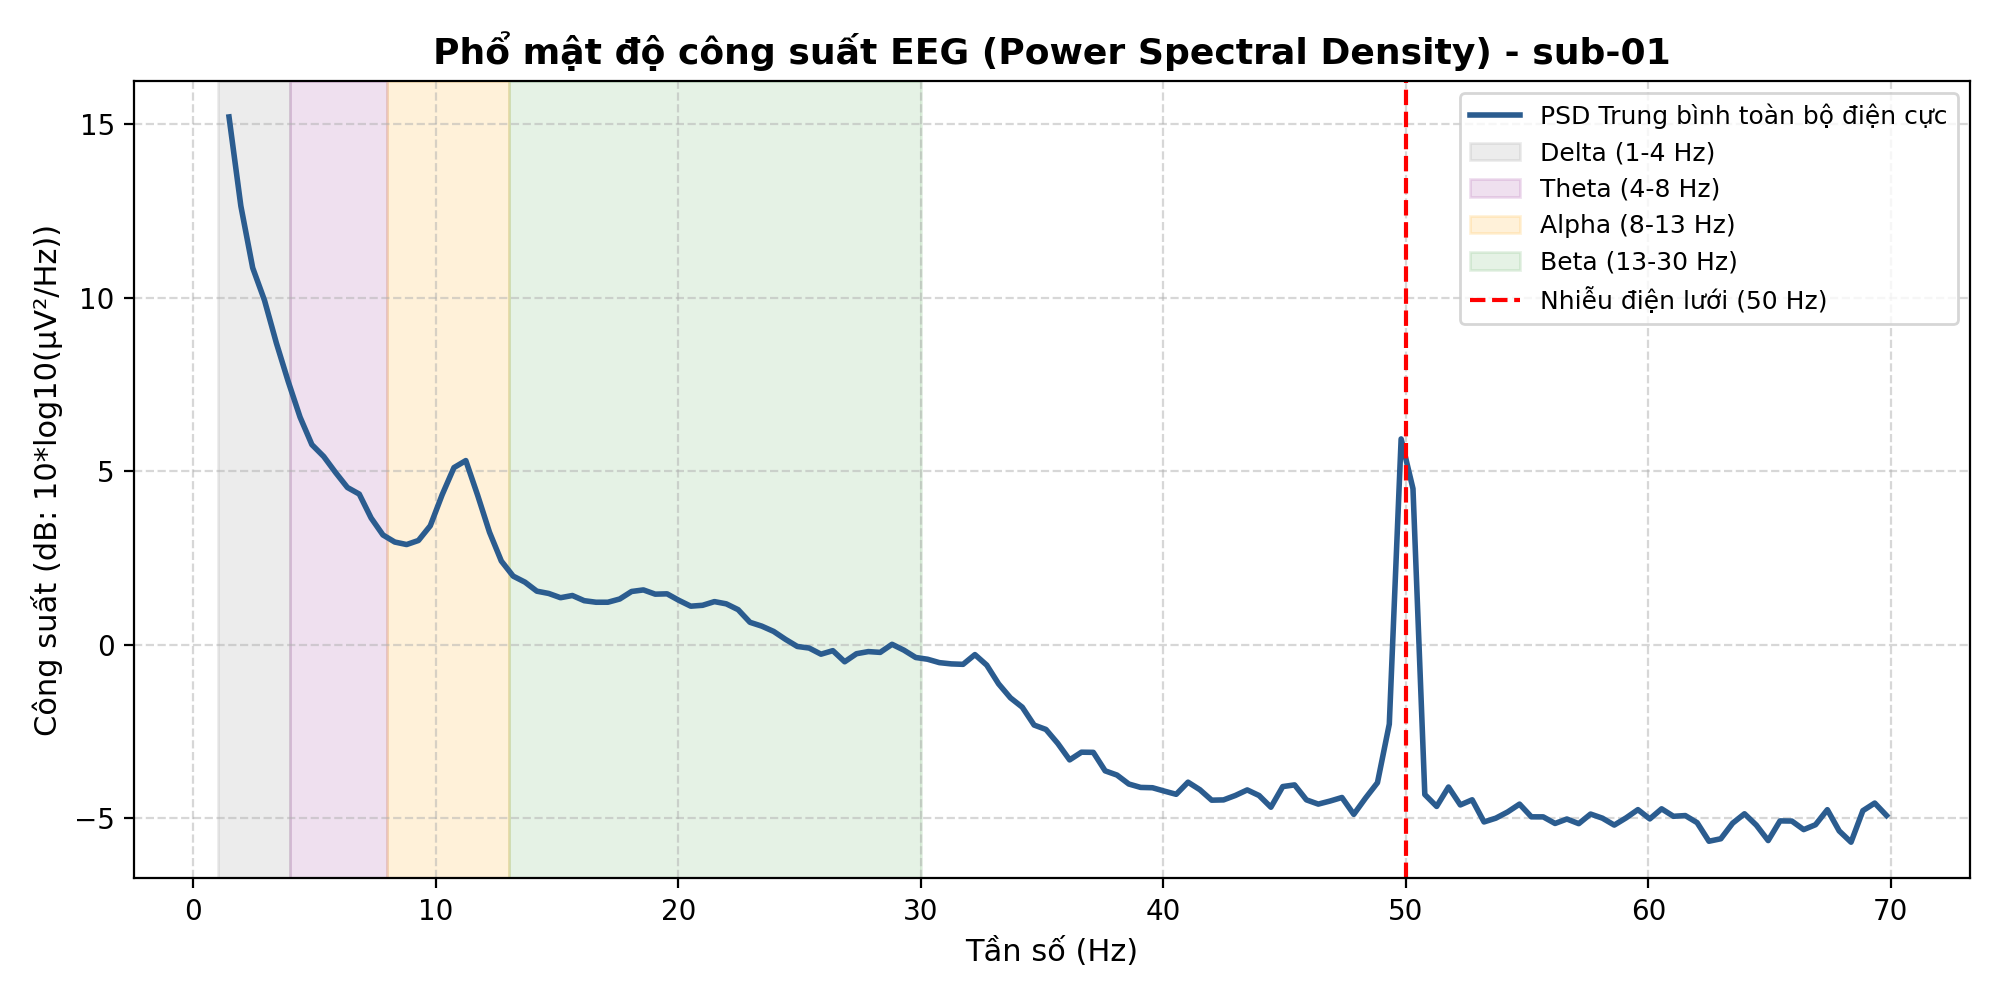 Phổ mật độ công suất EEG (Power Spectral Density) - sub-01
Công suất (dB: 10*log10(µV²/Hz))
15
10
5
0
−5
PSD Trung bình toàn bộ điện cực
Delta (1-4 Hz)
Theta (4-8 Hz)
Alpha (8-13 Hz)
Beta (13-30 Hz)
Nhiễu điện lưới (50 Hz)
0 10 20 30 40 50 60 70
Tần số (Hz)